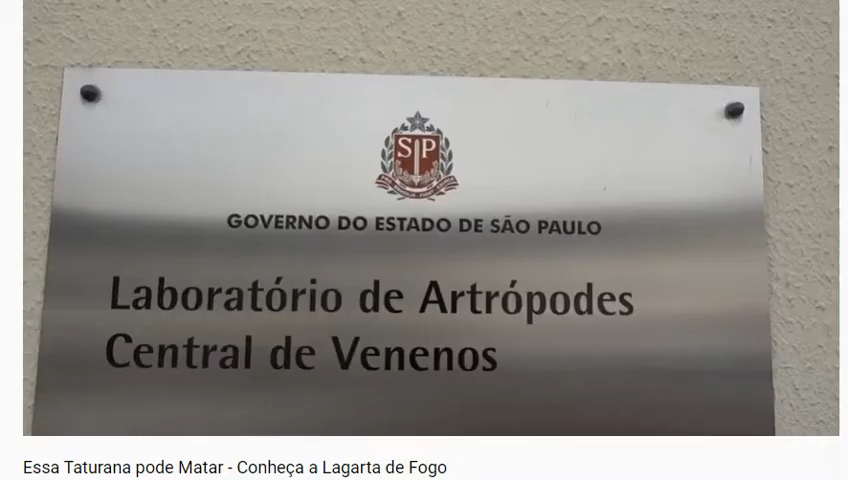 SP
GOVERNO DO ESTADO DE SÃO PAULO
Laboratório de Artrópodes
Central de Venenos
Essa Taturana pode Matar - Conheça a Lagarta de Fogo